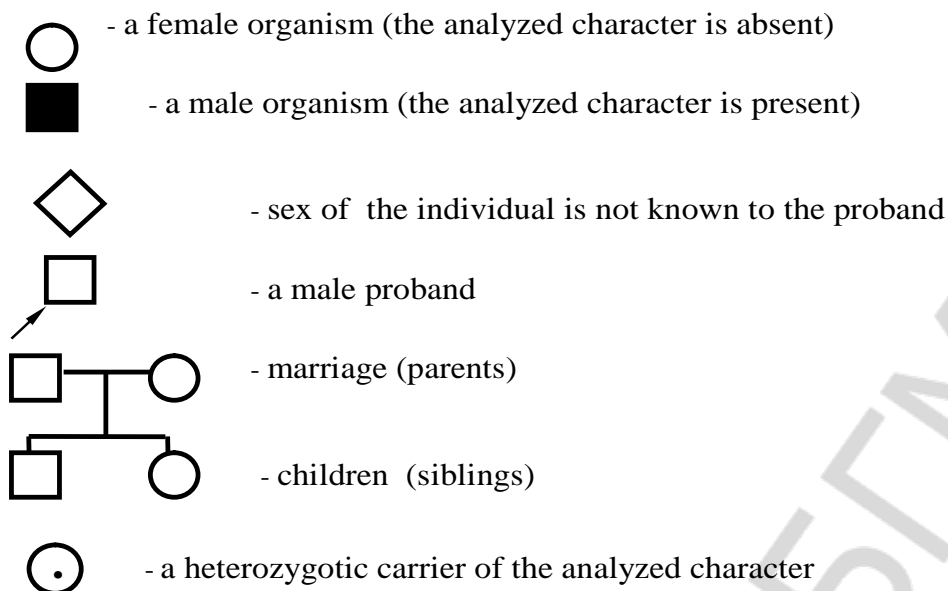 - a female organism (the analyzed character is absent)
- a male organism (the analyzed character is present)
- sex of the individual is not known to the proband
- a male proband
- marriage (parents)
- children (siblings)
- a heterozygotic carrier of the analyzed character
БГМ